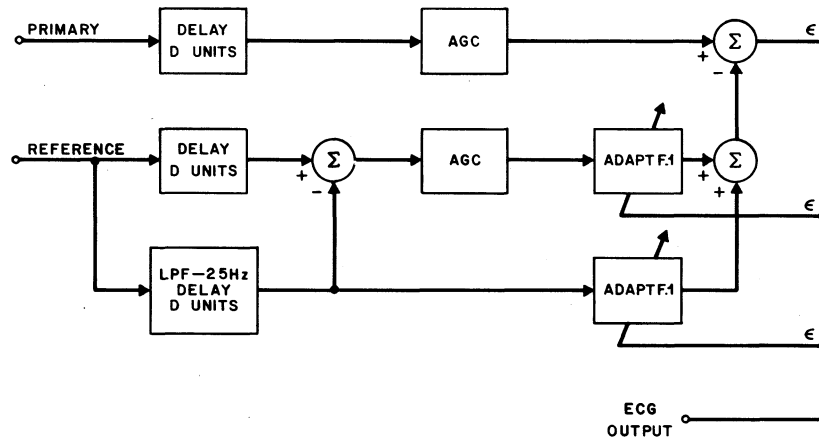 PRIMARY
DELAY
D UNITS
AGC
Σ
+
-
ϵ
REFERENCE
DELAY
D UNITS
+
-
Σ
AGC
ADAPT F.1
+
+
Σ
ϵ
LPF-25Hz
DELAY
D UNITS
ADAPT F.1
ϵ
ECG
OUTPUT